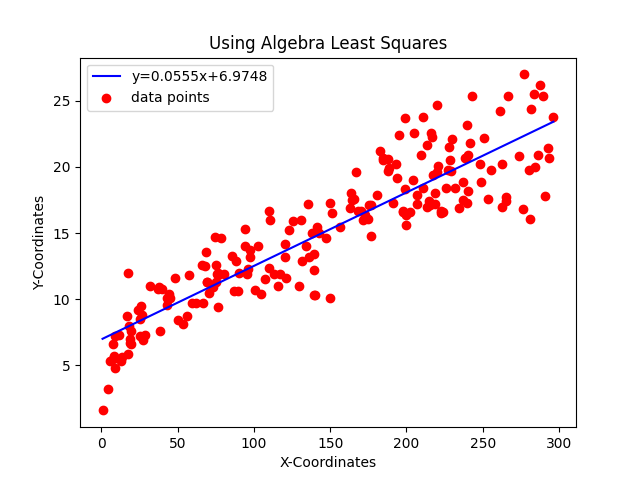 Using Algebra Least Squares
y=0.0555x+6.9748
data points
Y-Coordinates
25
20
15
10
5
0 50 100 150 200 250 300
X-Coordinates